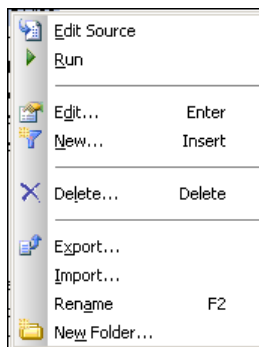 Edit Source
Run
Edit... Enter
New... Insert
Delete... Delete
Export...
Import...
Rename F2
New Folder...